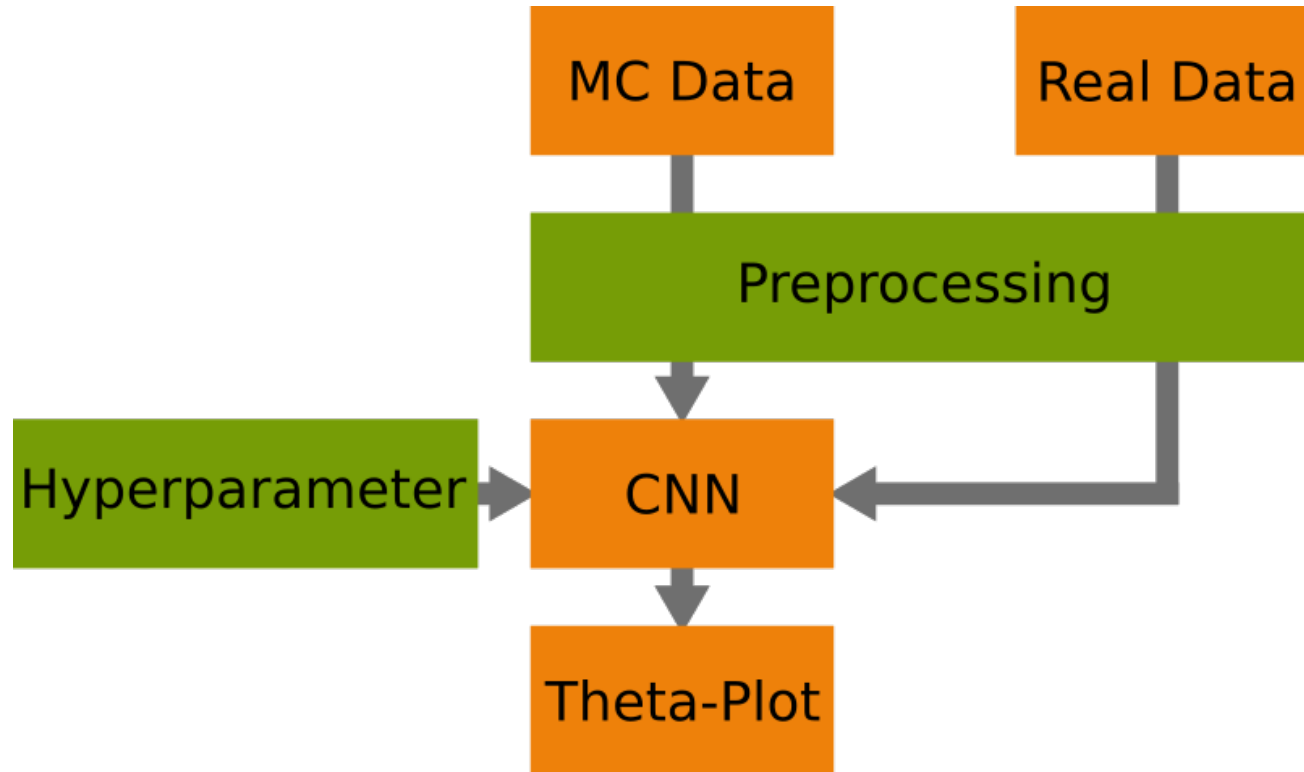 MC Data
Real Data
Preprocessing
Hyperparameter
CNN
Theta-Plot